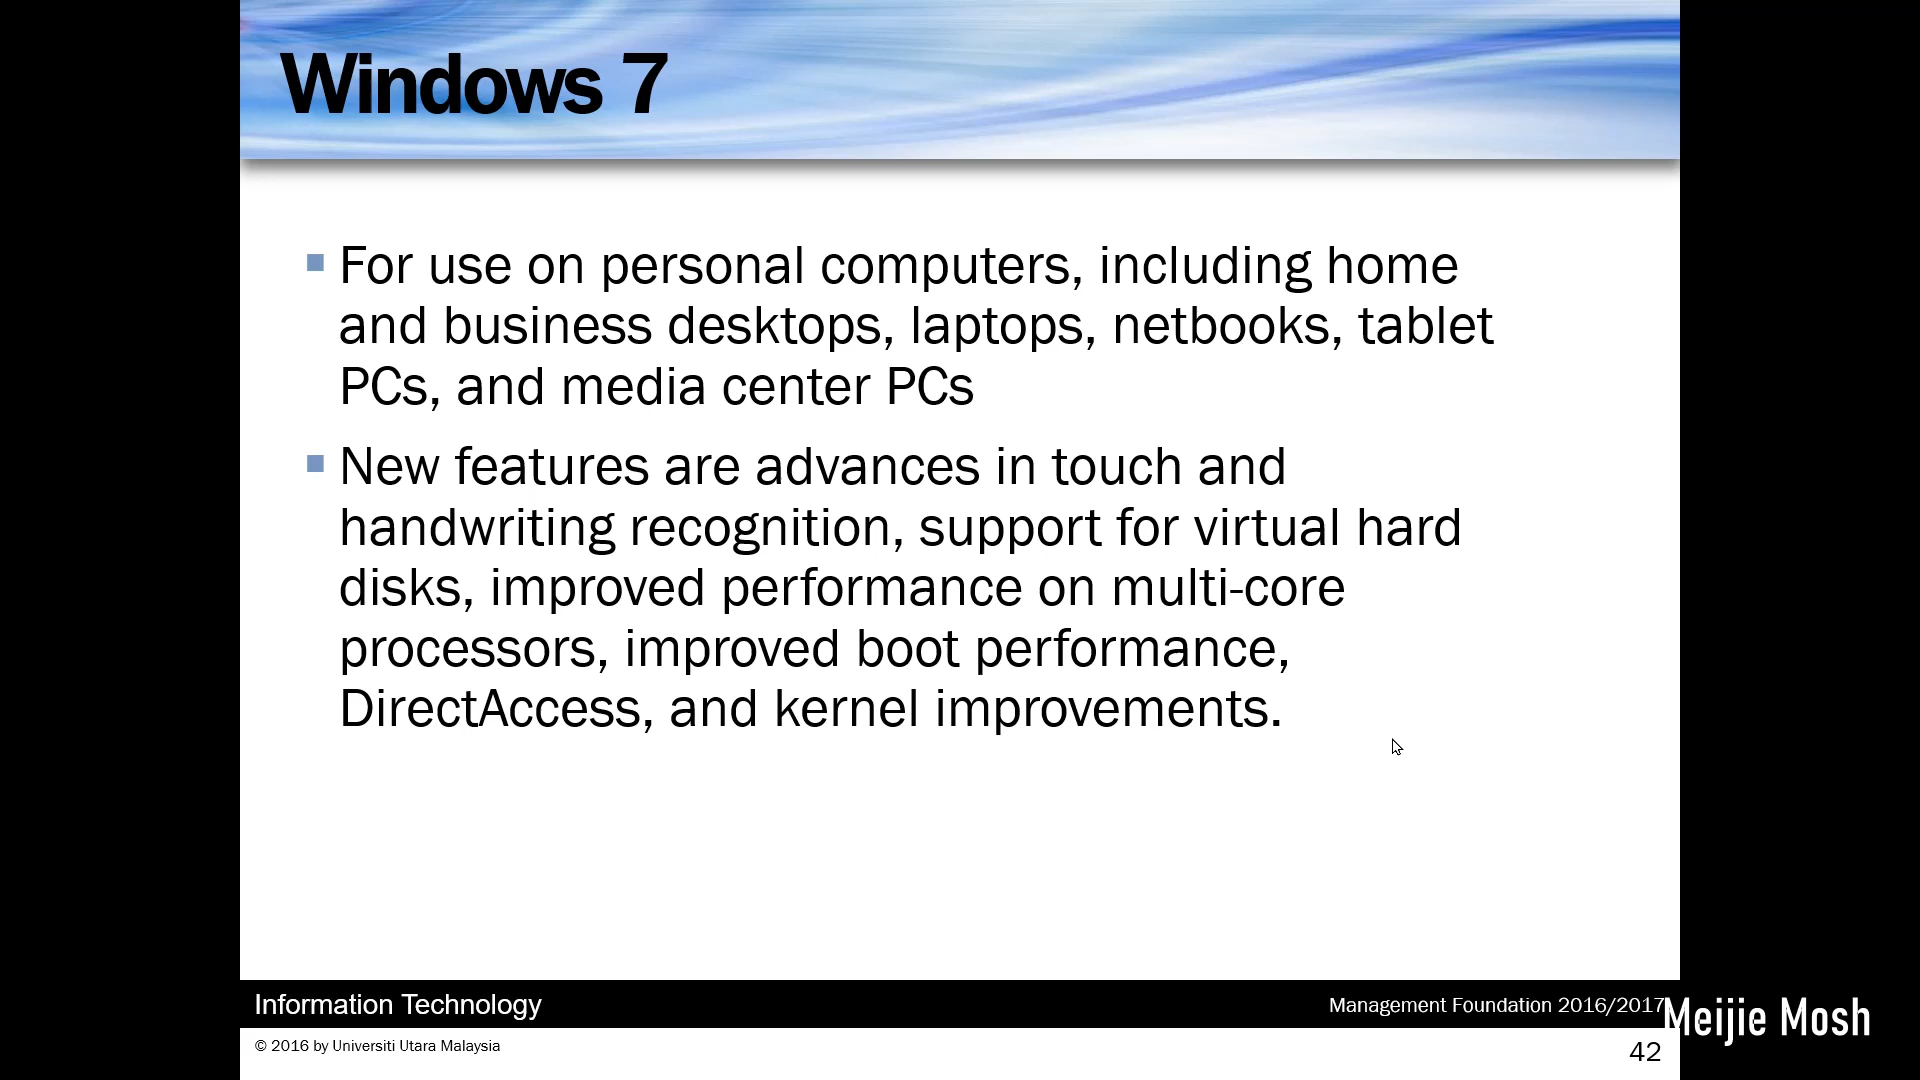 Windows 7
For use on personal computers, including home
and business desktops, laptops, netbooks, tablet
PCs, and media center PCs
New features are advances in touch and
handwriting recognition, support for virtual hard
disks, improved performance on multi-core
processors, improved boot performance,
DirectAccess, and kernel improvements.
Information Technology
Management Foundation 2016/2017
Meijie Mosh
© 2016 by Universiti Utara Malaysia
42